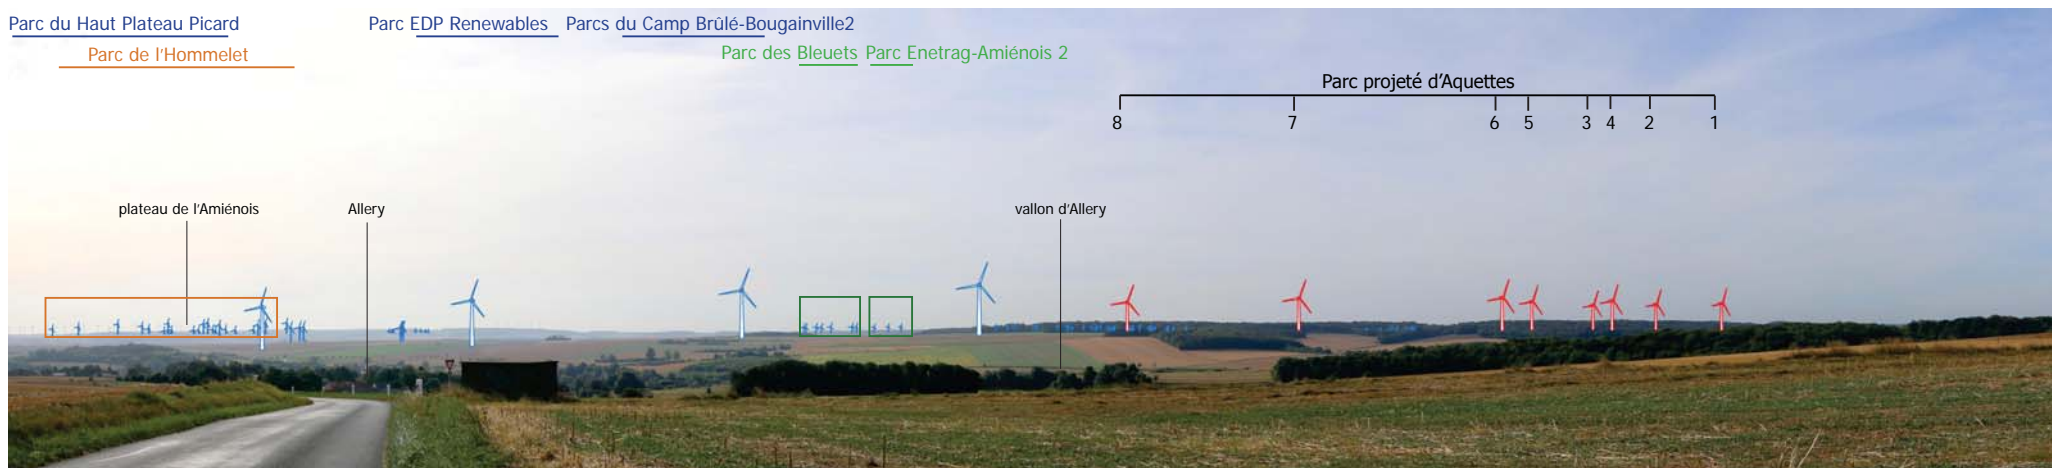 Parc du Haut Plateau Picard
Parc EDP Renewables
Parcs du Camp Brûlé-Bougainville2
Parc de l'Hommelet
Parc des Bleuets
Parc Enetrag-Amiénois 2
Parc projeté d'Aquettes
8 7 6 5 3 4 2 1
plateau de l'Amiénois
Allery
vallon d'Allery